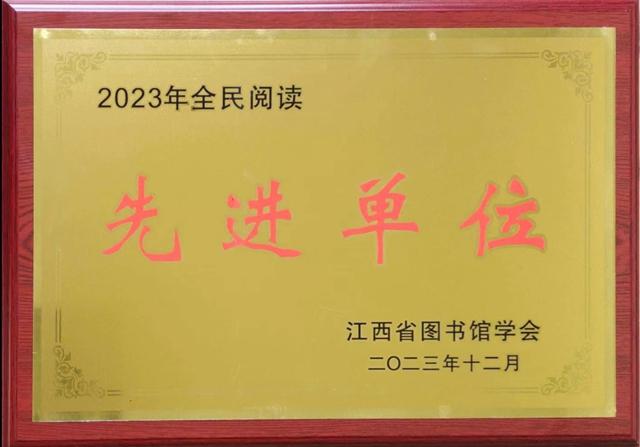 2023年全民阅读
先进单位
江西省图书馆学会
二〇二三年十二月